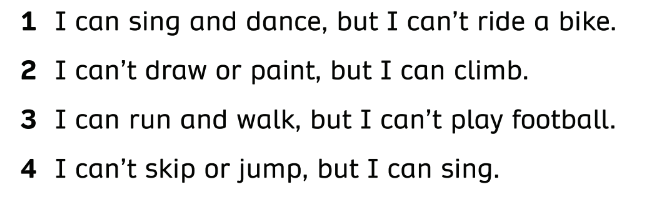 1 I can sing and dance, but I can’t ride a bike.
2 I can’t draw or paint, but I can climb.
3 I can run and walk, but I can’t play football.
4 I can’t skip or jump, but I can sing.